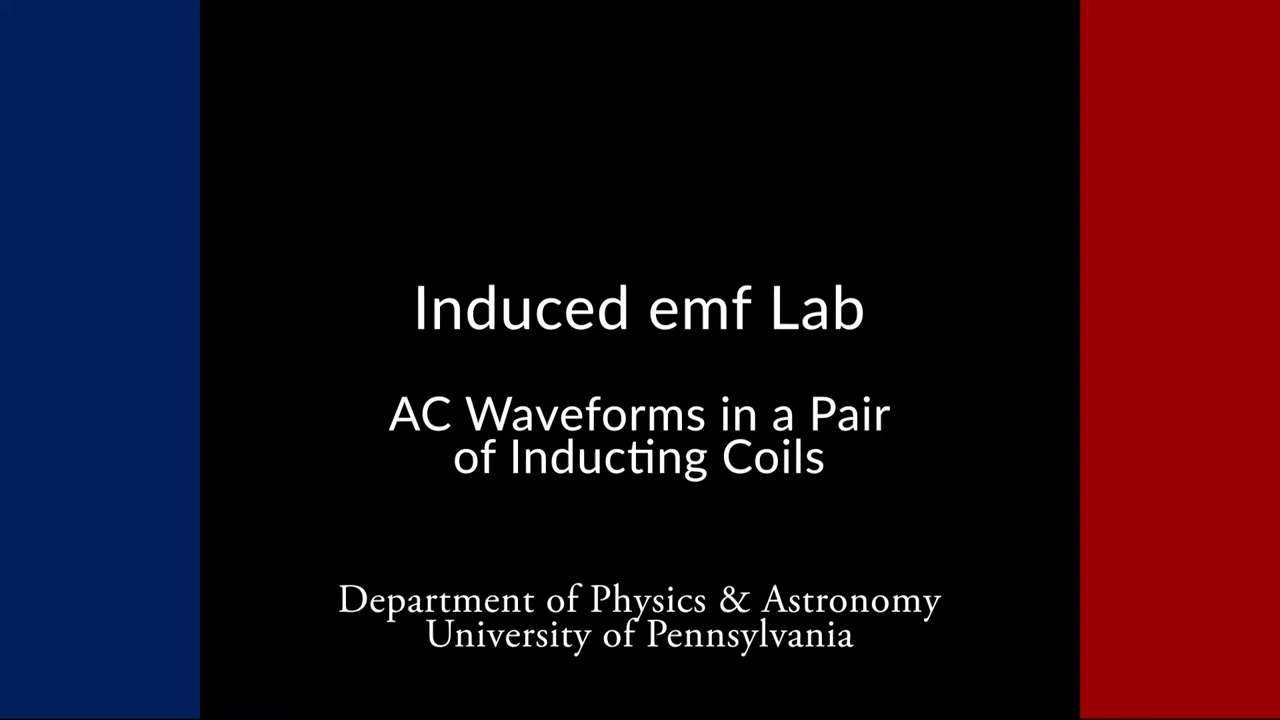 Induced emf Lab
AC Waveforms in a Pair
of Inducting Coils
Department of Physics & Astronomy
University of Pennsylvania